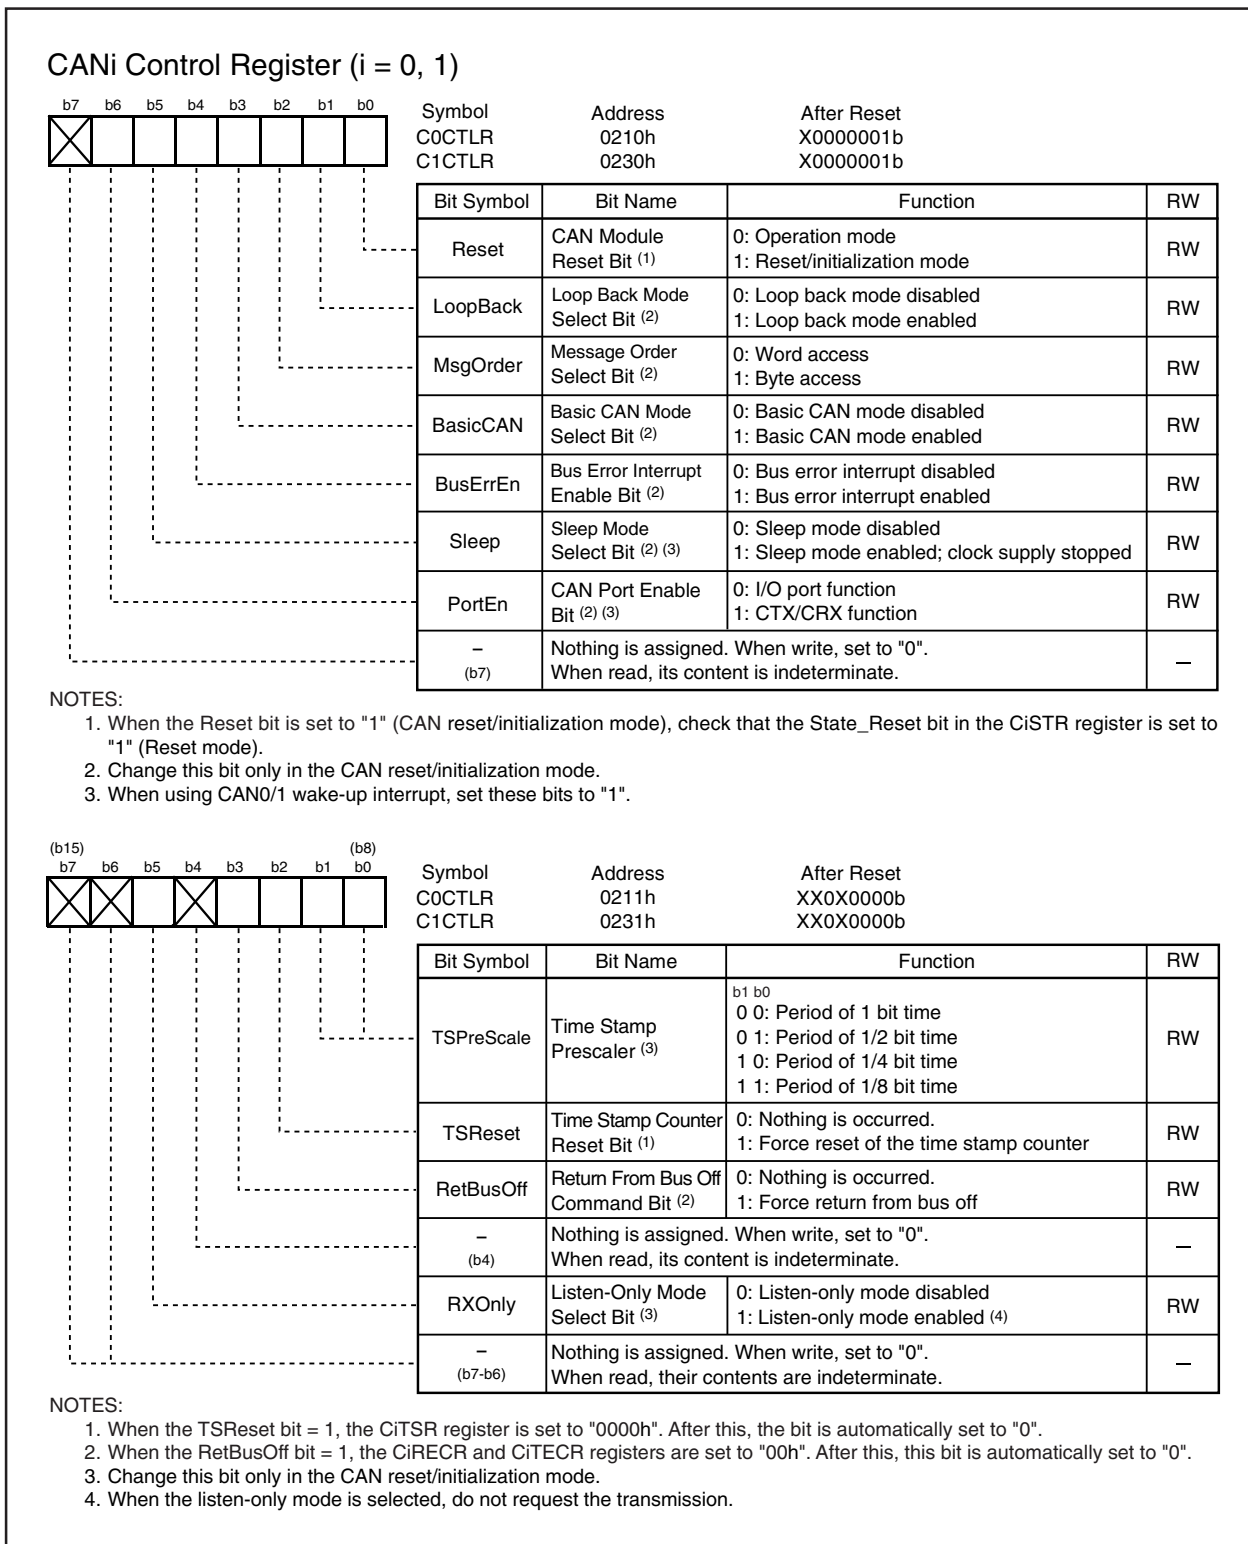 CANi Control Register (i = 0, 1)
b7 b6 b5 b4 b3 b2 b1 b0
Symbol Address After Reset
C0CTLR 0210h X0000001b
C1CTLR 0230h X0000001b
Bit Symbol Bit Name Function RW
Reset CAN Module Reset Bit (1) 0: Operation mode RW
1: Reset/initialization mode
LoopBack Loop Back Mode Select Bit (2) 0: Loop back mode disabled RW
1: Loop back mode enabled
MsgOrder Message Order Select Bit (2) 0: Word access RW
1: Byte access
BasicCAN Basic CAN Mode Select Bit (2) 0: Basic CAN mode disabled RW
1: Basic CAN mode enabled
BusErrEn Bus Error Interrupt Enable Bit (2) 0: Bus error interrupt disabled RW
1: Bus error interrupt enabled
Sleep Sleep Mode Select Bit (2) (3) 0: Sleep mode disabled RW
1: Sleep mode enabled; clock supply stopped
PortEn CAN Port Enable Bit (2) (3) 0: I/O port function RW
1: CTX/CRX function
– (b7) Nothing is assigned. When write, set to "0". –
When read, its content is indeterminate.
NOTES:
1. When the Reset bit is set to "1" (CAN reset/initialization mode), check that the State_Reset bit in the CiSTR register is set to
"1" (Reset mode).
2. Change this bit only in the CAN reset/initialization mode.
3. When using CAN0/1 wake-up interrupt, set these bits to "1".
(b15) (b8)
b7 b6 b5 b4 b3 b2 b1 b0
Symbol Address After Reset
C0CTLR 0211h XX0X0000b
C1CTLR 0231h XX0X0000b
Bit Symbol Bit Name Function RW
TSPreScale Time Stamp Prescaler (3) b1 b0 RW
0 0: Period of 1 bit time
0 1: Period of 1/2 bit time
1 0: Period of 1/4 bit time
1 1: Period of 1/8 bit time
TSReset Time Stamp Counter Reset Bit (1) 0: Nothing is occurred. RW
1: Force reset of the time stamp counter
RetBusOff Return From Bus Off Command Bit (2) 0: Nothing is occurred. RW
1: Force return from bus off
– (b4) Nothing is assigned. When write, set to "0". –
When read, its content is indeterminate.
RXOnly Listen-Only Mode Select Bit (3) 0: Listen-only mode disabled RW
1: Listen-only mode enabled (4)
– (b7-b6) Nothing is assigned. When write, set to "0". –
When read, their contents are indeterminate.
NOTES:
1. When the TSReset bit = 1, the CiTSR register is set to "0000h". After this, the bit is automatically set to "0".
2. When the RetBusOff bit = 1, the CiRECR and CiTECR registers are set to "00h". After this, this bit is automatically set to "0".
3. Change this bit only in the CAN reset/initialization mode.
4. When the listen-only mode is selected, do not request the transmission.